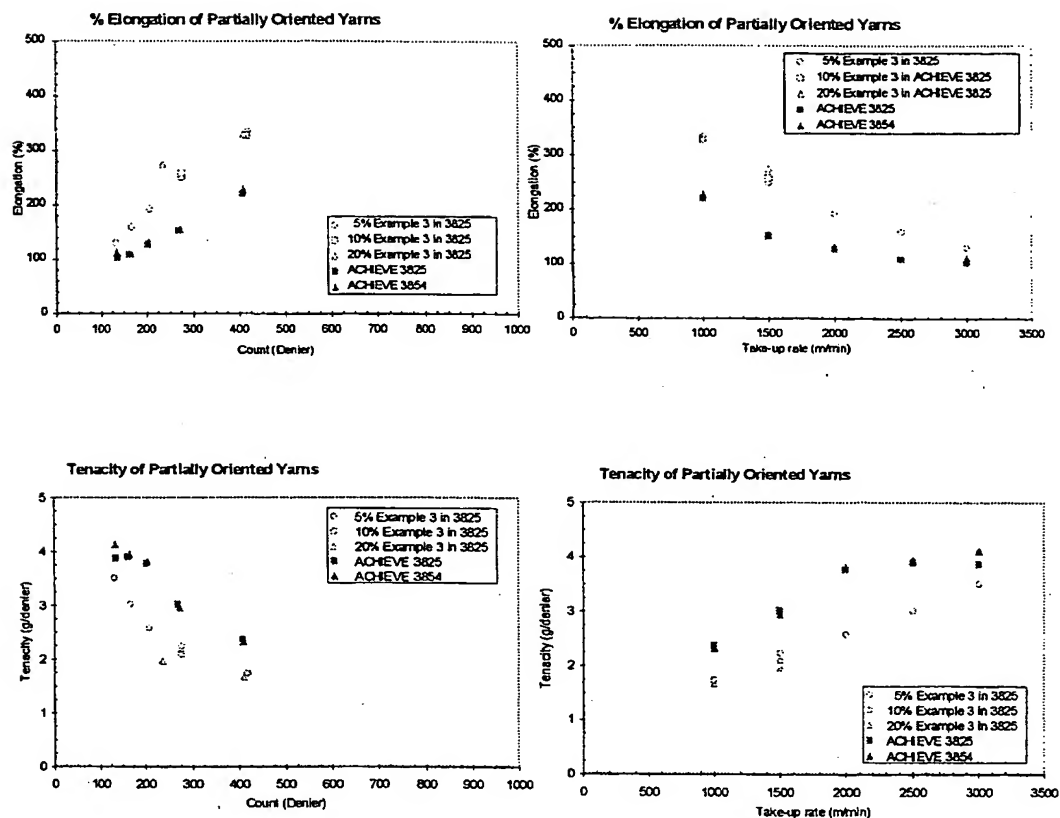 % Elongation of Partially Oriented Yarns
500
400
300
200
100
0
Elongation (%)
5% Example 3 in 3825
10% Example 3 in 3825
20% Example 3 in 3825
ACHIEVE 3825
ACHIEVE 3854
0 100 200 300 400 500 600 700 800 900 1000
Count (Denier)
% Elongation of Partially Oriented Yarns
500
400
300
200
100
0
Elongation (%)
5% Example 3 in 3825
10% Example 3 in ACHIEVE 3825
20% Example 3 in ACHIEVE 3825
ACHIEVE 3825
ACHIEVE 3854
0 500 1000 1500 2000 2500 3000 3500
Take-up rate (m/min)
Tenacity of Partially Oriented Yarns
5
4
3
2
1
0
Tenacity (g/denier)
5% Example 3 in 3825
10% Example 3 in 3825
20% Example 3 in 3825
ACHIEVE 3825
ACHIEVE 3854
0 100 200 300 400 500 600 700 800 900 1000
Count (Denier)
Tenacity of Partially Oriented Yarns
5
4
3
2
1
0
Tenacity (g/denier)
5% Example 3 in 3825
10% Example 3 in 3825
20% Example 3 in 3825
ACHIEVE 3825
ACHIEVE 3854
0 500 1000 1500 2000 2500 3000 3500
Take-up rate (m/min)